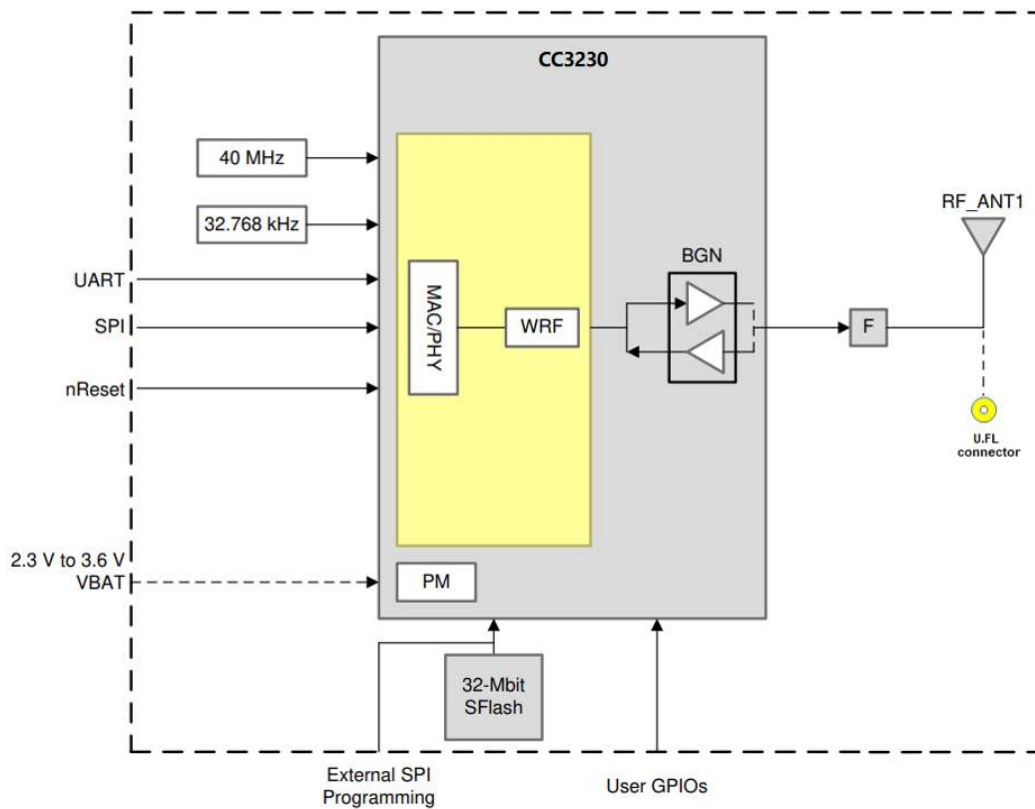 CC3230
40 MHz
RF_ANT1
32.768 kHz
BGN
UART
MAC/PHY
SPI
WRF
F
nReset
U.FL
connector
2.3 V to 3.6 V
VBAT
PM
32-Mbit
SFlash
External SPI
Programming
User GPIOs